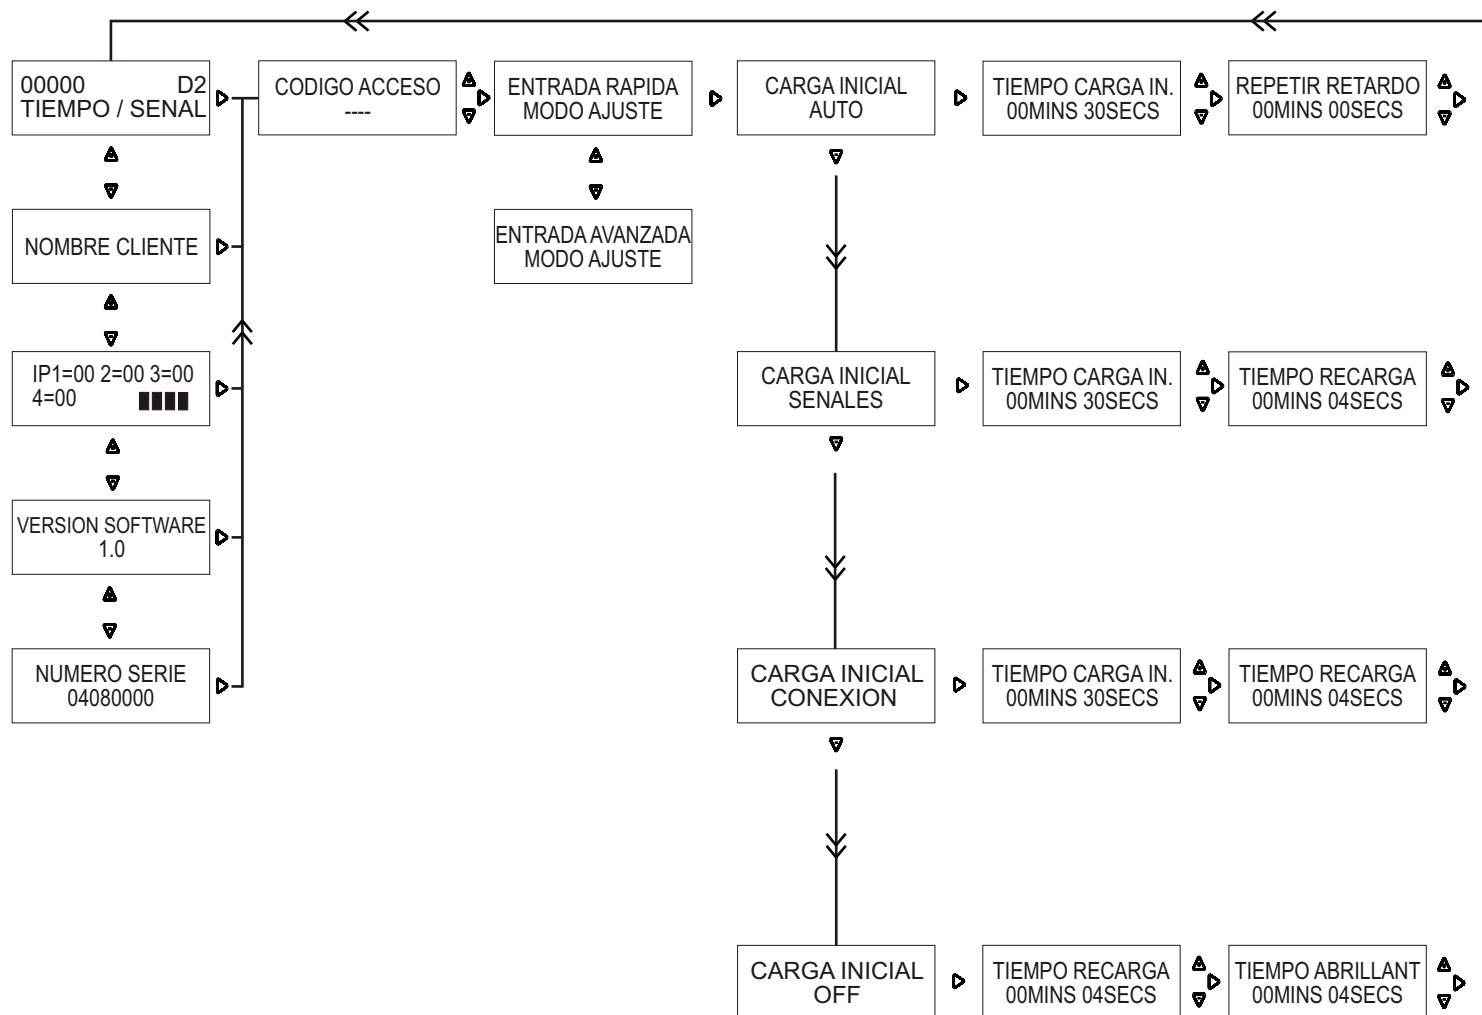 00000 D2
TIEMPO / SENAL
CODIGO ACCESO
----
ENTRADA RAPIDA
MODO AJUSTE
CARGA INICIAL
AUTO
TIEMPO CARGA IN.
00MINS 30SECS
REPETIR RETARDO
00MINS 00SECS
NOMBRE CLIENTE
ENTRADA AVANZADA
MODO AJUSTE
IP1=00 2=00 3=00
4=00
CARGA INICIAL
SENALES
TIEMPO CARGA IN.
00MINS 30SECS
TIEMPO RECARGA
00MINS 04SECS
VERSION SOFTWARE
1.0
NUMERO SERIE
04080000
CARGA INICIAL
CONEXION
TIEMPO CARGA IN.
00MINS 30SECS
TIEMPO RECARGA
00MINS 04SECS
CARGA INICIAL
OFF
TIEMPO RECARGA
00MINS 04SECS
TIEMPO ABRILLANT
00MINS 04SECS